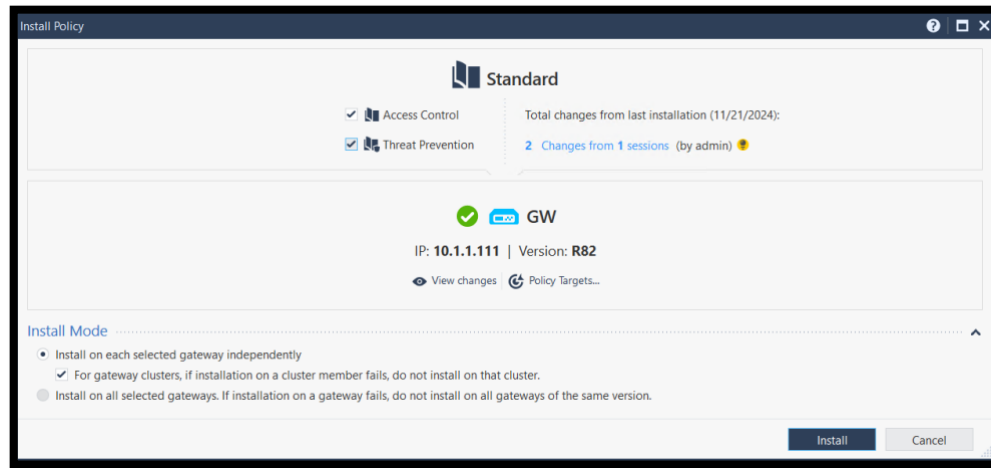 Install Policy
Standard
Access Control
Total changes from last installation (11/21/2024):
Threat Prevention
2 Changes from 1 sessions (by admin)
GW
IP: 10.1.1.111 | Version: R82
View changes
Policy Targets...
Install Mode
Install on each selected gateway independently
For gateway clusters, if installation on a cluster member fails, do not install on that cluster.
Install on all selected gateways. If installation on a gateway fails, do not install on all gateways of the same version.
Install
Cancel